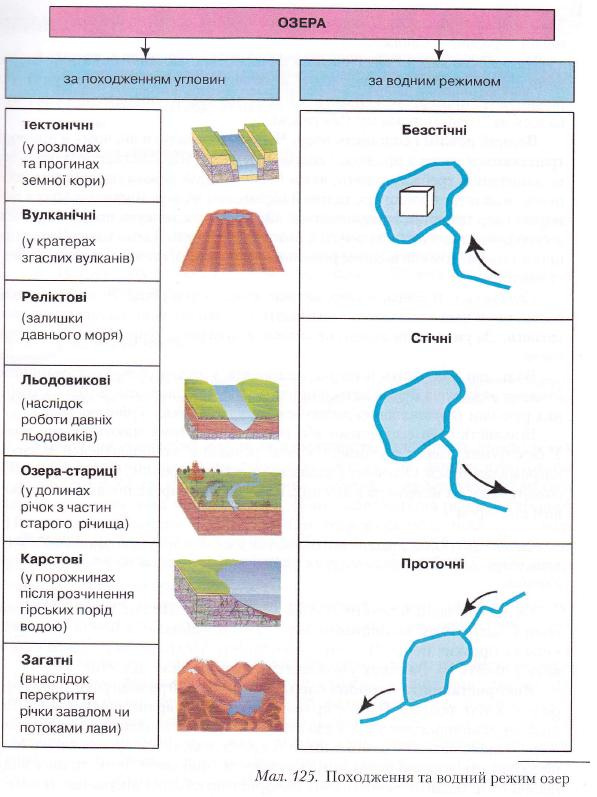 ОЗЕРА
за походженням угловин
Тектонічні
(у розломах
та прогинах
земної кори)
Вулканічні
(у кратерах
згаслих вулканів)
Реліктові
(залишки
давнього моря)
Льодовикові
(наслідок
роботи давніх
льодовиків)
Озера-стариці
(у долинах
річок з частин
старого річища)
Карстові
(у порожнинах
після розчинення
гірських порід
водою)
Загатні
(внаслідок
перекриття
річки завалом чи
потоками лави)
за водним режимом
Безстічні
Стічні
Проточні
Мал. 125. Походження та водний режим озер